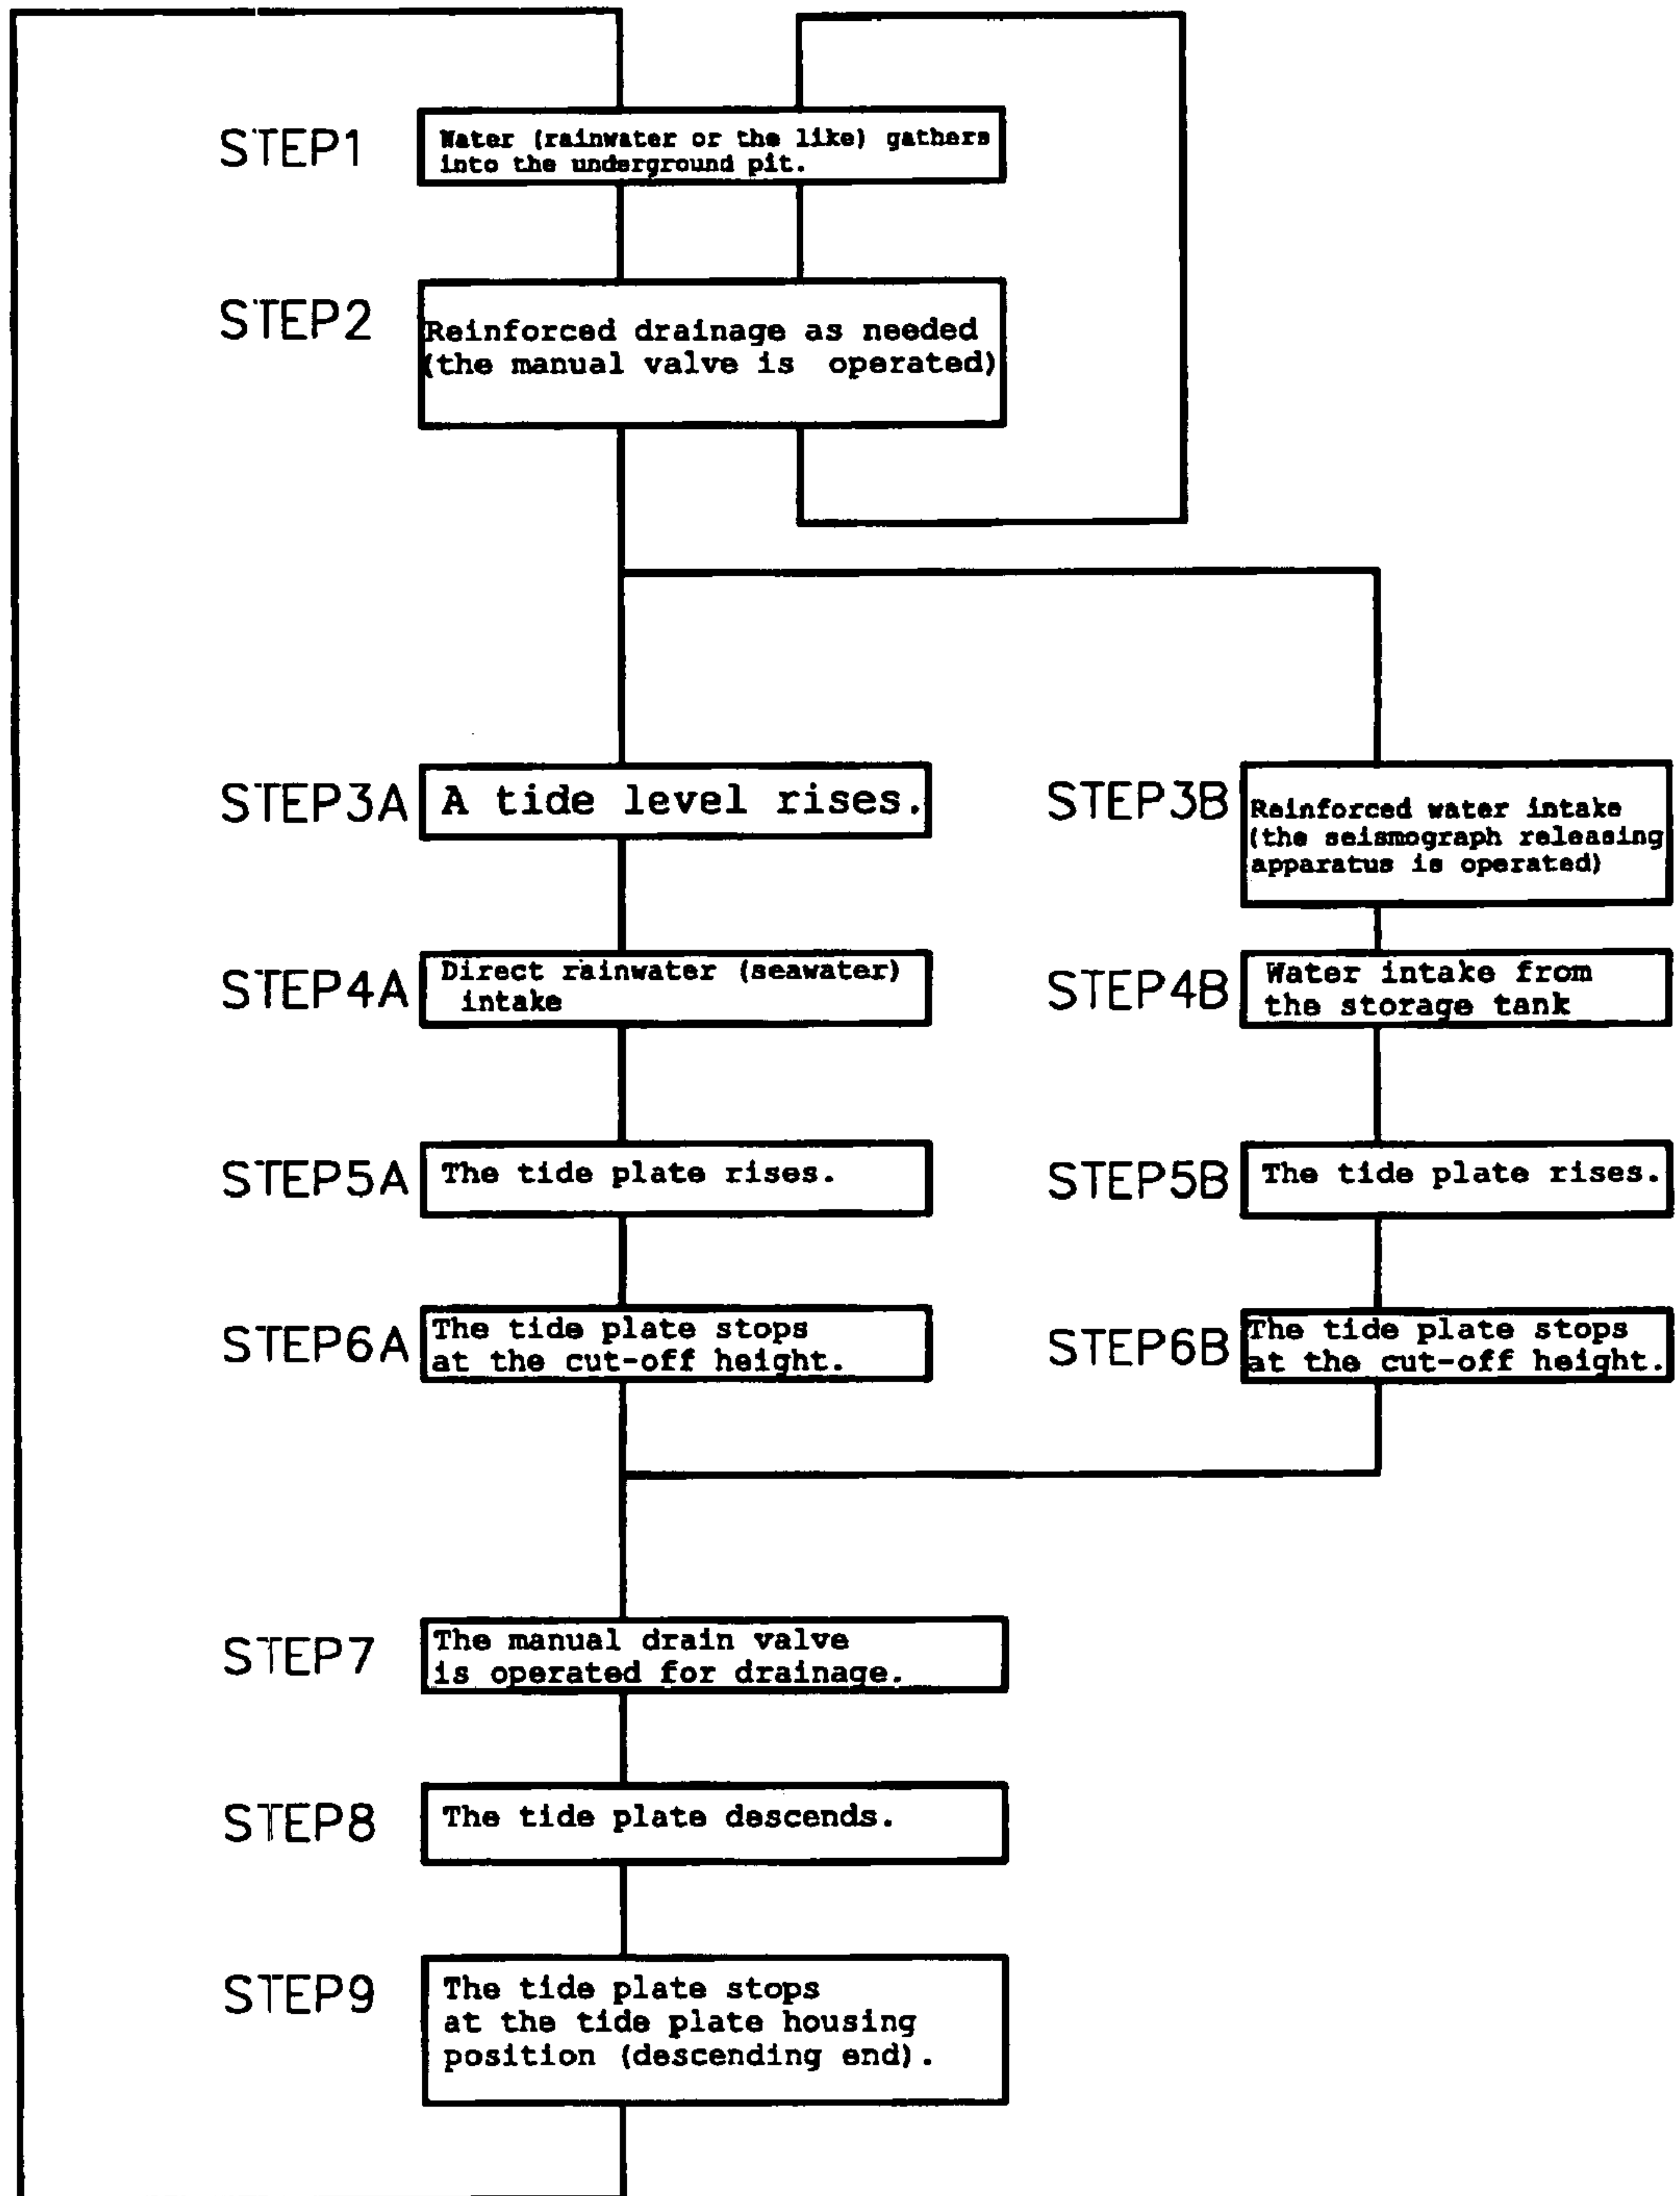 STEP1
Water (rainwater or the like) gathers
into the underground pit.
STEP2
Reinforced drainage as needed
(the manual valve is operated)
STEP3A
A tide level rises.
STEP3B
Reinforced water intake
(the seismograph releasing
apparatus is operated)
STEP4A
Direct rainwater (seawater)
intake
STEP4B
Water intake from
the storage tank
STEP5A
The tide plate rises.
STEP5B
The tide plate rises.
STEP6A
The tide plate stops
at the cut-off height.
STEP6B
The tide plate stops
at the cut-off height.
STEP7
The manual drain valve
is operated for drainage.
STEP8
The tide plate descends.
STEP9
The tide plate stops
at the tide plate housing
position (descending end).